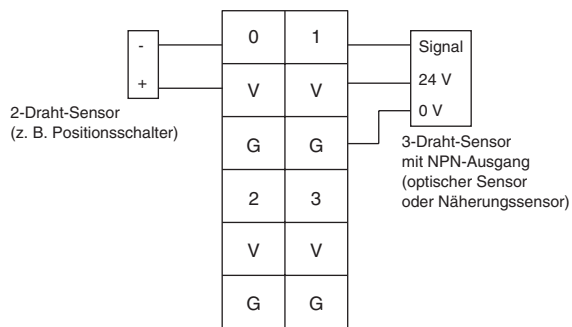 -
+
2-Draht-Sensor
(z. B. Positionsschalter)
0 1
V V
G G
2 3
V V
G G
Signal
24 V
0 V
3-Draht-Sensor
mit NPN-Ausgang
(optischer Sensor
oder Näherungssensor)